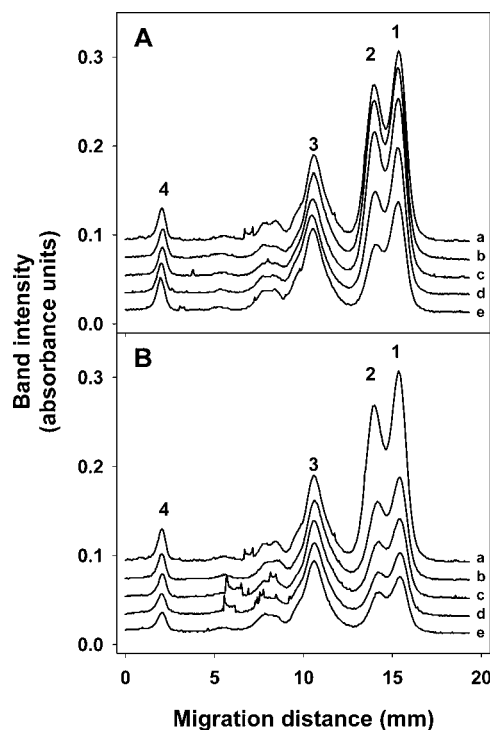 A
0.3
0.2
0.1
0.0
1
2
3
4
a
b
c
d
e
B
0.3
0.2
0.1
0.0
1
2
3
4
a
b
c
d
e
0 5 10 15 20
Band intensity
(absorbance units)
Migration distance (mm)